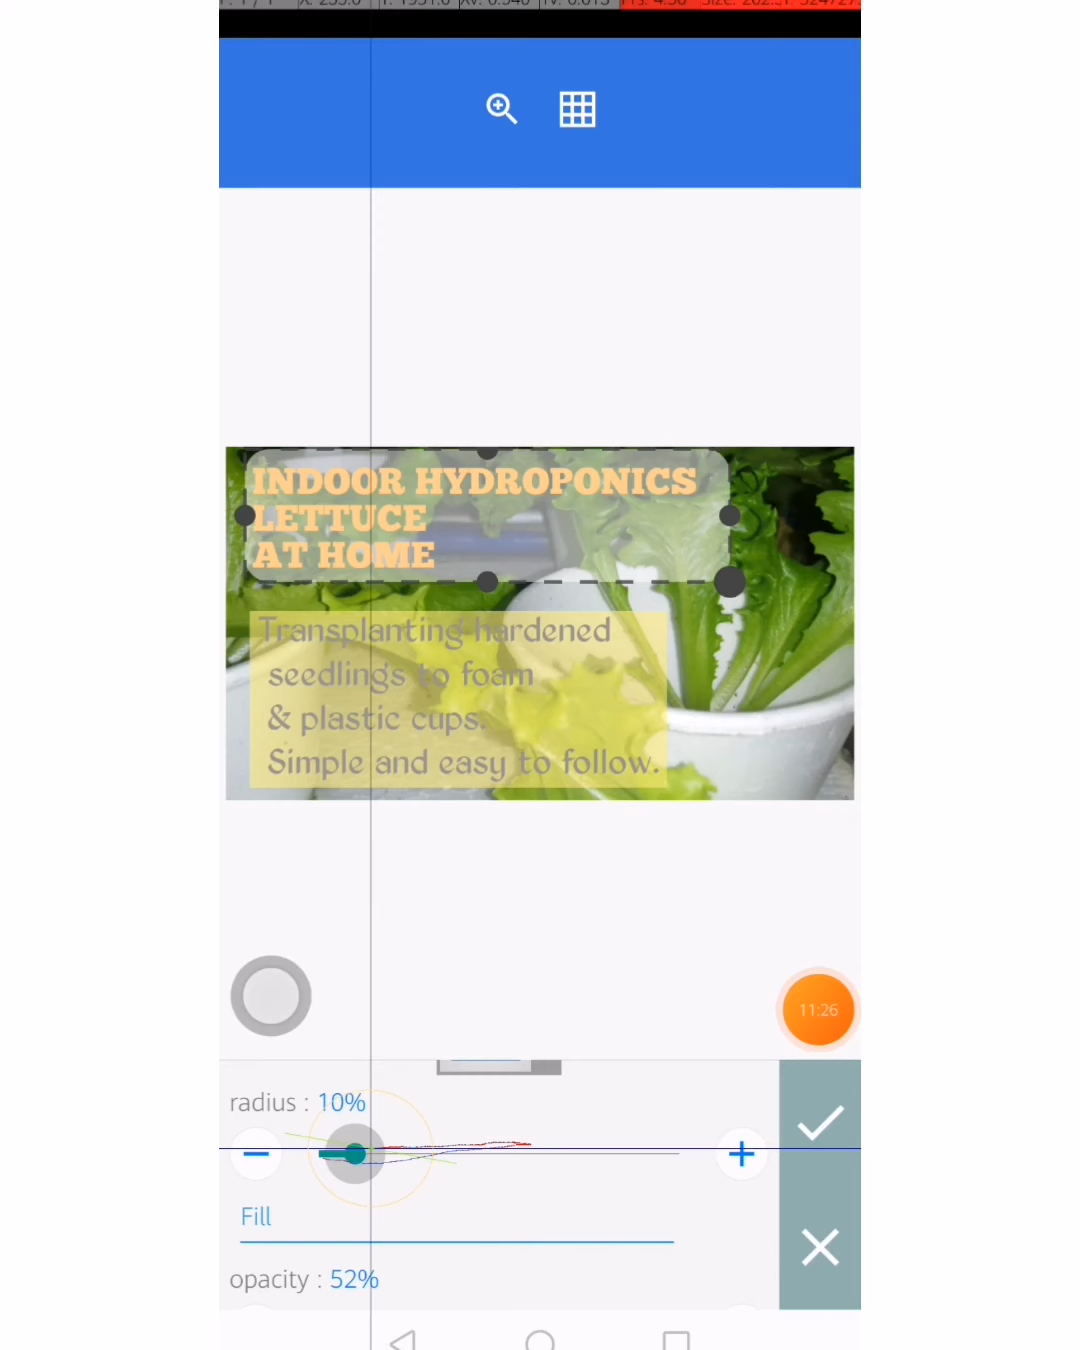 INDOOR HYDROPONICS
LETTUCE
AT HOME
Transplanting hardened
seedlings to foam
& plastic cups.
Simple and easy to follow.
11:26
radius : 10%
Fill
opacity : 52%